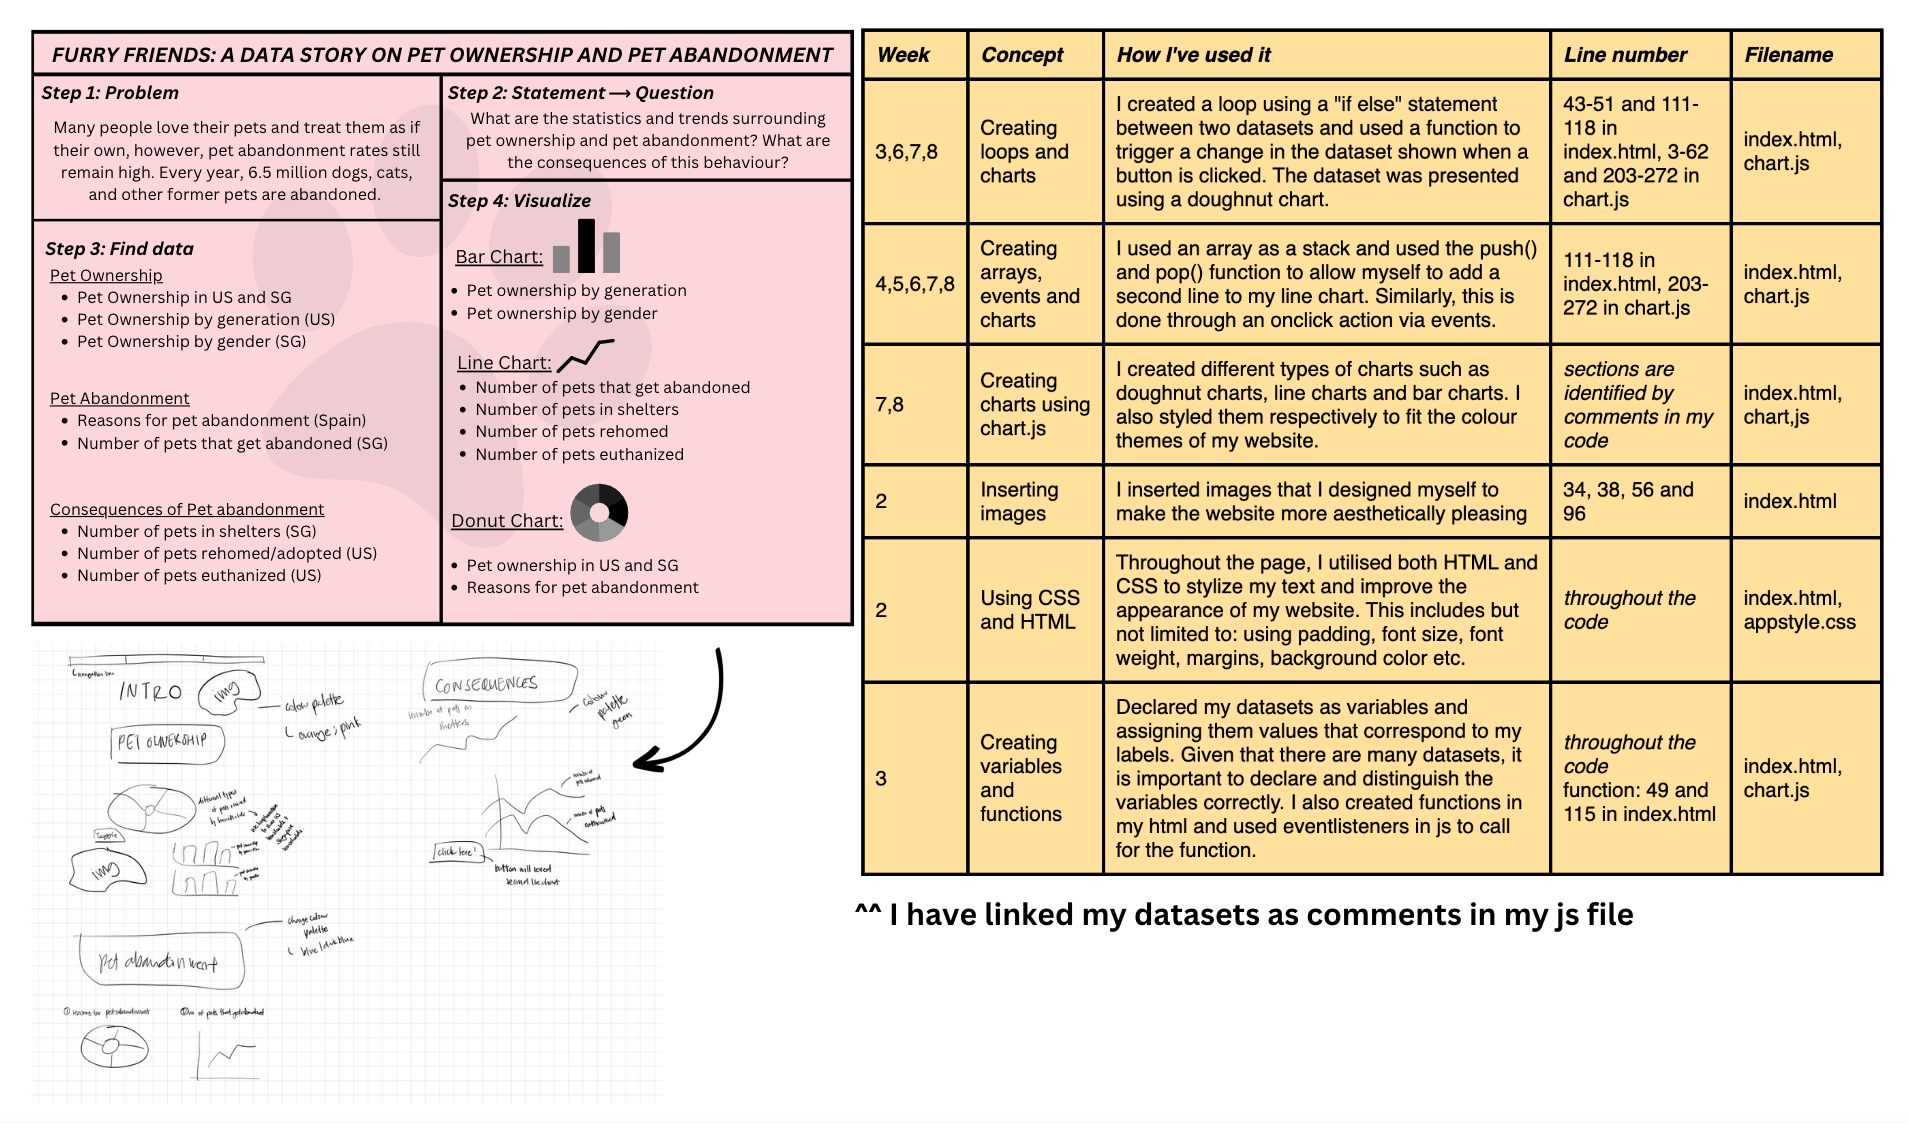 FURRY FRIENDS: A DATA STORY ON PET OWNERSHIP AND PET ABANDONMENT
Step 1: Problem
Many people love their pets and treat them as if
their own, however, pet abandonment rates still
remain high. Every year, 6.5 million dogs, cats,
and other former pets are abandoned.
Step 2: Statement → Question
What are the statistics and trends surrounding
pet ownership and pet abandonment? What are
the consequences of this behaviour?
Step 3: Find data
Pet Ownership
• Pet Ownership in US and SG
• Pet Ownership by generation (US)
• Pet Ownership by gender (SG)
Pet Abandonment
• Reasons for pet abandonment (Spain)
• Number of pets that get abandoned (SG)
Consequences of Pet abandonment
• Number of pets in shelters (SG)
• Number of pets rehomed/adopted (US)
• Number of pets euthanized (US)
Step 4: Visualize
Bar Chart:
• Pet ownership by generation
• Pet ownership by gender
Line Chart:
• Number of pets that get abandoned
• Number of pets in shelters
• Number of pets rehomed
• Number of pets euthanized
Donut Chart:
• Pet ownership in US and SG
• Reasons for pet abandonment
INTRO
img
colour palette
orange; pink
PET OWNERSHIP
different types
of pets owned
by households
img
pet abandonment
change colour
palette
blue/dark blue
① reasons for pet abandonment
② no. of pets that get abandoned
CONSEQUENCES
number of pets in
shelters
colour
palette
green
click here!
button will reveal
second line chart
Week
Concept
How I've used it
Line number
Filename
3,6,7,8
Creating
loops and
charts
I created a loop using a "if else" statement
between two datasets and used a function to
trigger a change in the dataset shown when a
button is clicked. The dataset was presented
using a doughnut chart.
43-51 and 111-
118 in
index.html, 3-62
and 203-272 in
chart.js
index.html,
chart.js
4,5,6,7,8
Creating
arrays,
events and
charts
I used an array as a stack and used the push()
and pop() function to allow myself to add a
second line to my line chart. Similarly, this is
done through an onclick action via events.
111-118 in
index.html, 203-
272 in chart.js
index.html,
chart.js
7,8
Creating
charts using
chart.js
I created different types of charts such as
doughnut charts, line charts and bar charts. I
also styled them respectively to fit the colour
themes of my website.
sections are
identified by
comments in my
code
index.html,
chart,js
2
Inserting
images
I inserted images that I designed myself to
make the website more aesthetically pleasing
34, 38, 56 and
96
index.html
2
Using CSS
and HTML
Throughout the page, I utilised both HTML and
CSS to stylize my text and improve the
appearance of my website. This includes but
not limited to: using padding, font size, font
weight, margins, background color etc.
throughout the
code
index.html,
appstyle.css
3
Creating
variables
and
functions
Declared my datasets as variables and
assigning them values that correspond to my
labels. Given that there are many datasets, it
is important to declare and distinguish the
variables correctly. I also created functions in
my html and used eventlisteners in js to call
for the function.
throughout the
code
function: 49 and
115 in index.html
index.html,
chart.js
^^ I have linked my datasets as comments in my js file